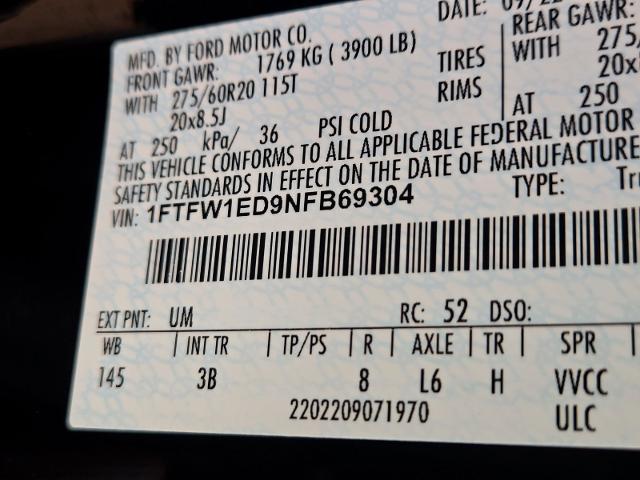 DATE: 09/22
MFD. BY FORD MOTOR CO.
FRONT GAWR: 1769 KG ( 3900 LB)
REAR GAWR:
WITH 275/60R20 115T TIRES WITH 275/
20x8.5J RIMS 20x8
AT 250 kPa/ 36 PSI COLD AT 250
THIS VEHICLE CONFORMS TO ALL APPLICABLE FEDERAL MOTOR
SAFETY STANDARDS IN EFFECT ON THE DATE OF MANUFACTURE
VIN: 1FTFW1ED9NFB69304 TYPE: Tru
EXT PNT: UM RC: 52 DSO:
WB INT TR TP/PS R AXLE TR SPR
145 3B 8 L6 H VVCC
2202209071970 ULC